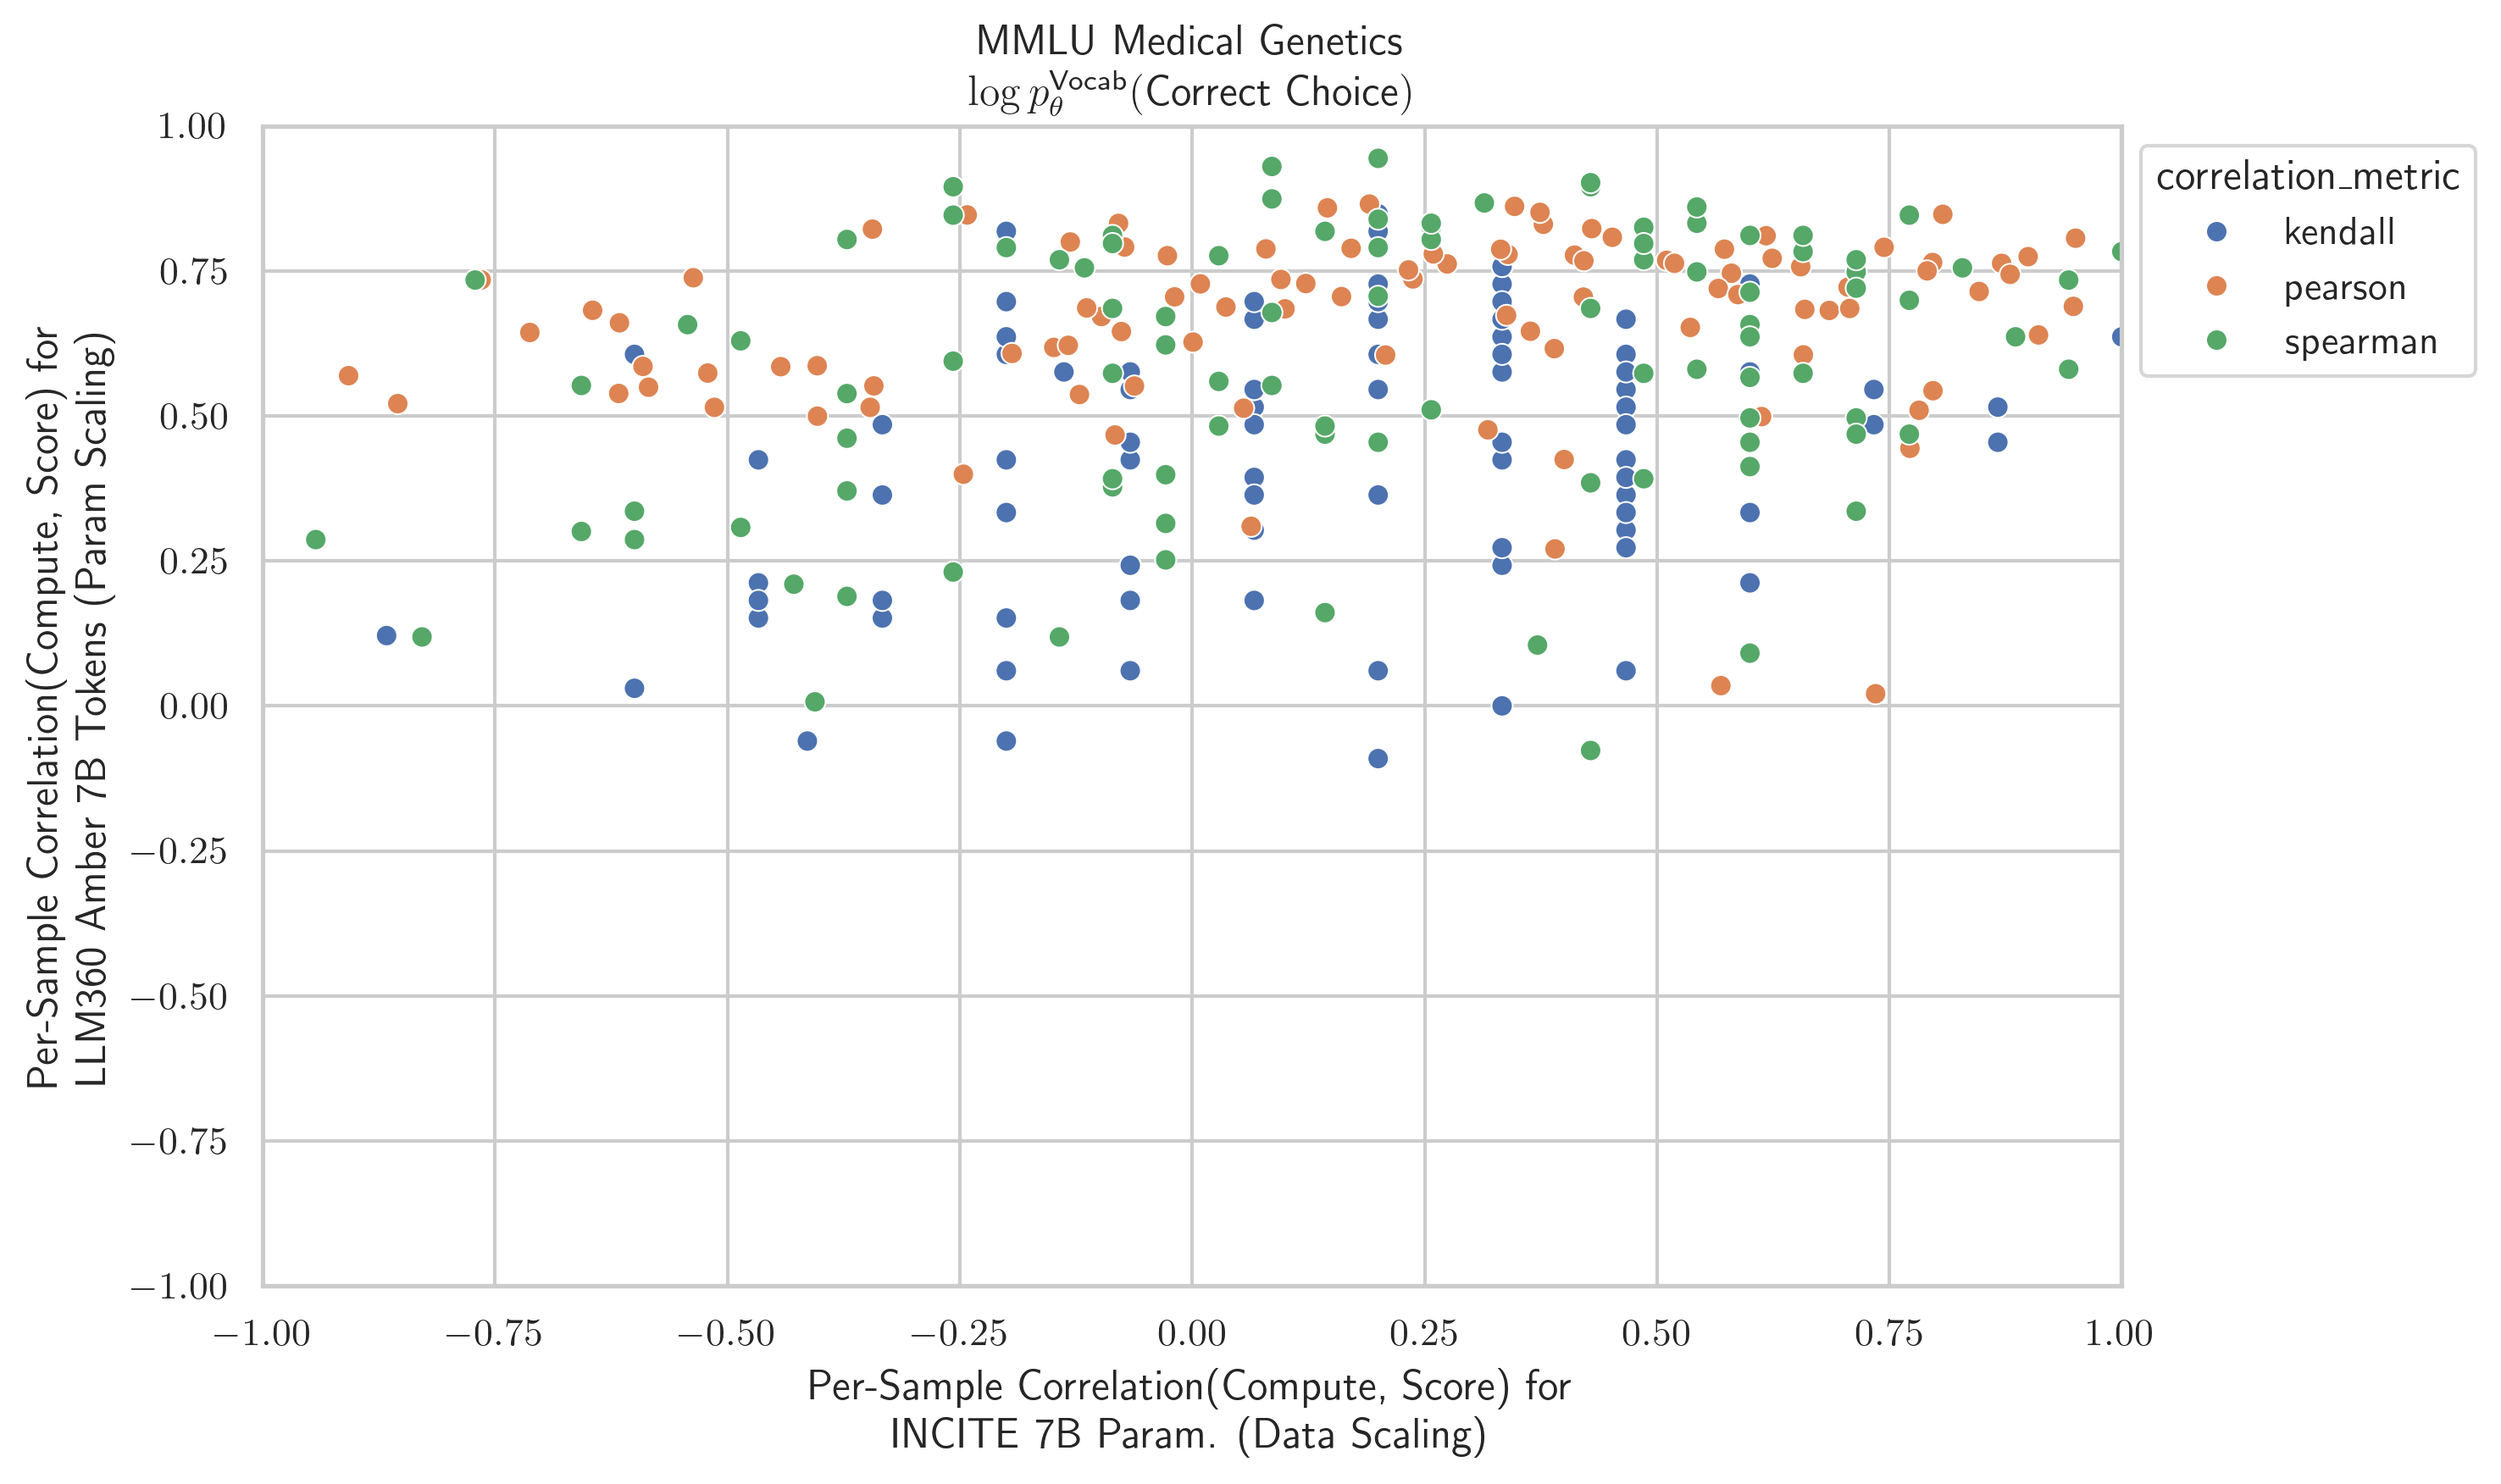 MMLU Medical Genetics
log p_θ^Vocab(Correct Choice)
1.00
0.75
0.50
0.25
0.00
−0.25
−0.50
−0.75
−1.00
Per-Sample Correlation(Compute, Score) for
LLM360 Amber 7B Tokens (Param Scaling)
−1.00
−0.75
−0.50
−0.25
0.00
0.25
0.50
0.75
1.00
Per-Sample Correlation(Compute, Score) for
INCITE 7B Param. (Data Scaling)
correlation_metric
kendall
pearson
spearman